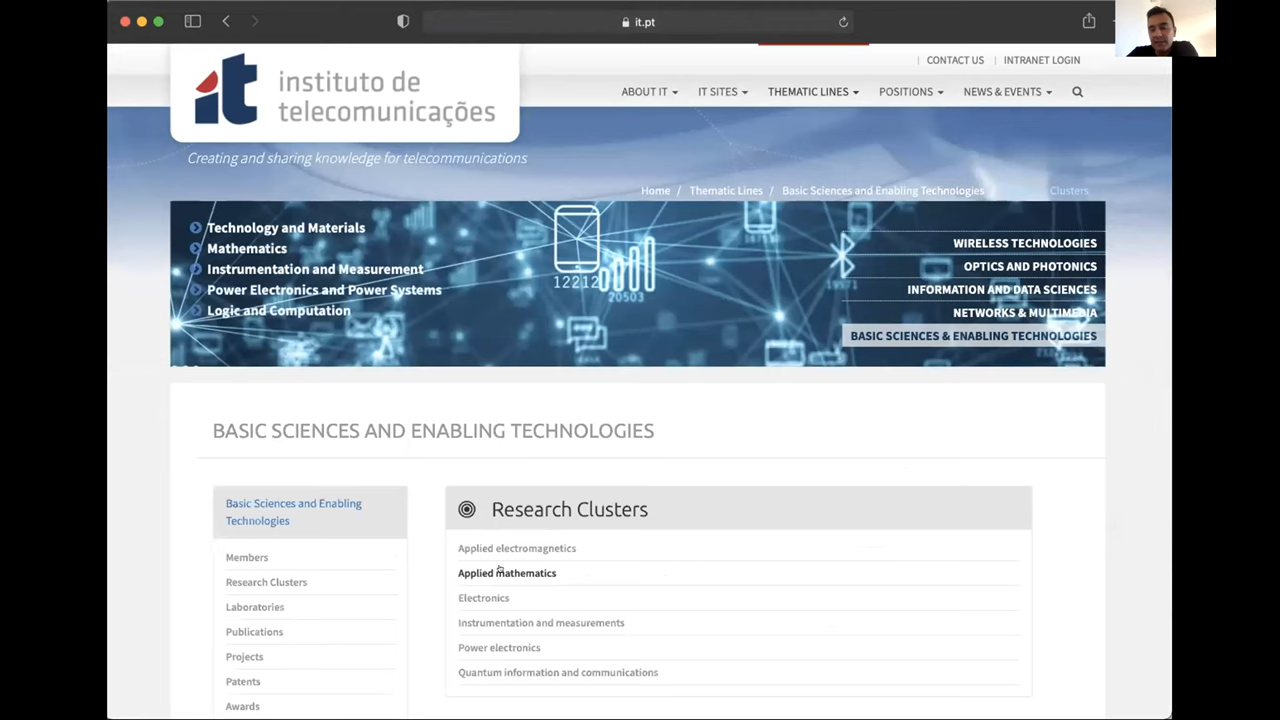 it.pt
CONTACT US
INTRANET LOGIN
it instituto de
telecomunicações
ABOUT IT
IT SITES
THEMATIC LINES
POSITIONS
NEWS & EVENTS
Creating and sharing knowledge for telecommunications
Home / Thematic Lines / Basic Sciences and Enabling Technologies
Clusters
Technology and Materials
Mathematics
Instrumentation and Measurement
Power Electronics and Power Systems
Logic and Computation
12212
20503
19571
WIRELESS TECHNOLOGIES
OPTICS AND PHOTONICS
INFORMATION AND DATA SCIENCES
NETWORKS & MULTIMEDIA
BASIC SCIENCES & ENABLING TECHNOLOGIES
BASIC SCIENCES AND ENABLING TECHNOLOGIES
Basic Sciences and Enabling
Technologies
Members
Research Clusters
Laboratories
Publications
Projects
Patents
Awards
Research Clusters
Applied electromagnetics
Applied mathematics
Electronics
Instrumentation and measurements
Power electronics
Quantum information and communications